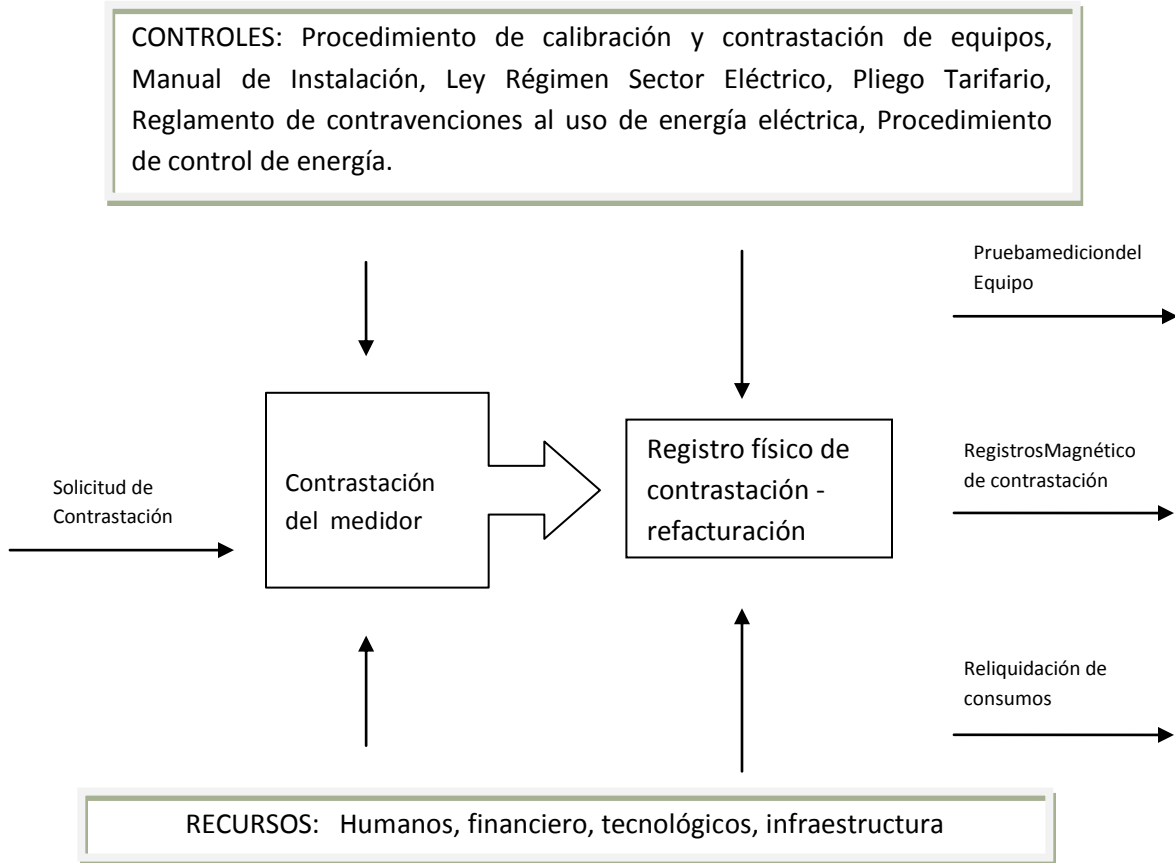 CONTROLES: Procedimiento de calibración y contrastación de equipos,
Manual de Instalación, Ley Régimen Sector Eléctrico, Pliego Tarifario,
Reglamento de contravenciones al uso de energía eléctrica, Procedimiento
de control de energía.
Pruebamediciondel
Equipo
Solicitud de
Contrastación
Contrastación
del medidor
Registro físico de
contrastación -
refacturación
RegistrosMagnético
de contrastación
Reliquidación de
consumos
RECURSOS: Humanos, financiero, tecnológicos, infraestructura